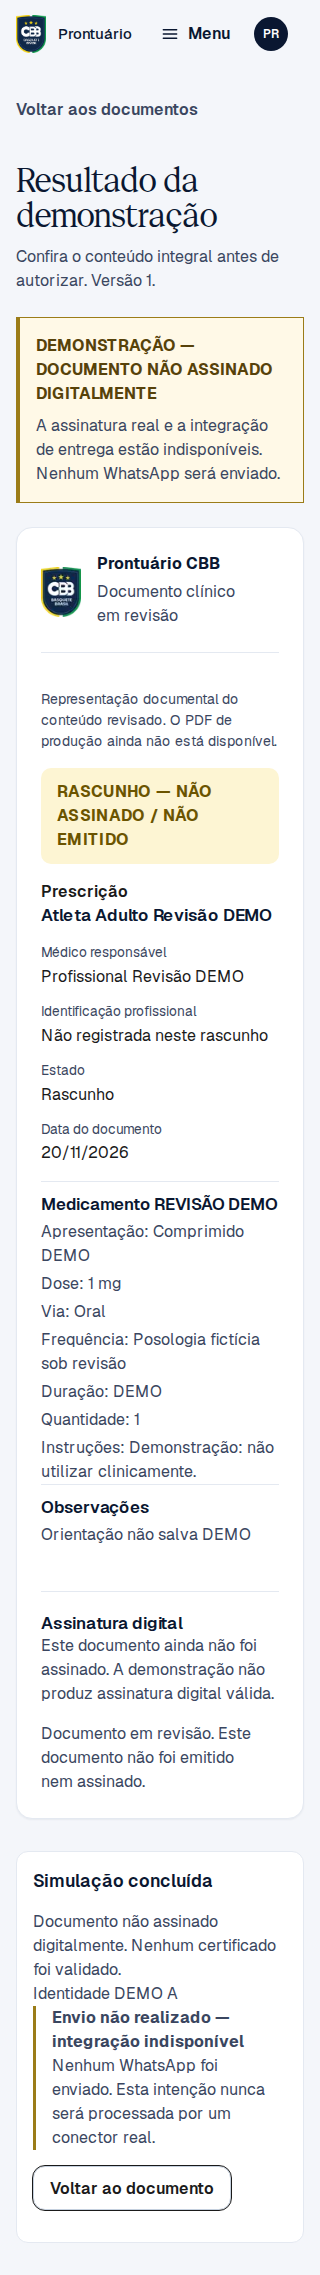 CBB
Prontuário
Menu
PR
Voltar aos documentos
Resultado da
demonstração
Confira o conteúdo integral antes de
autorizar. Versão 1.
DEMONSTRAÇÃO —
DOCUMENTO NÃO ASSINADO
DIGITALMENTE
A assinatura real e a integração
de entrega estão indisponíveis.
Nenhum WhatsApp será enviado.
CBB
BASQUETE
BRASIL
Prontuário CBB
Documento clínico
em revisão
Representação documental do
conteúdo revisado. O PDF de
produção ainda não está disponível.
RASCUNHO — NÃO
ASSINADO / NÃO
EMITIDO
Prescrição
Atleta Adulto Revisão DEMO
Médico responsável
Profissional Revisão DEMO
Identificação profissional
Não registrada neste rascunho
Estado
Rascunho
Data do documento
20/11/2026
Medicamento REVISÃO DEMO
Apresentação: Comprimido
DEMO
Dose: 1 mg
Via: Oral
Frequência: Posologia fictícia
sob revisão
Duração: DEMO
Quantidade: 1
Instruções: Demonstração: não
utilizar clinicamente.
Observações
Orientação não salva DEMO
Assinatura digital
Este documento ainda não foi
assinado. A demonstração não
produz assinatura digital válida.
Documento em revisão. Este
documento não foi emitido
nem assinado.
Simulação concluída
Documento não assinado
digitalmente. Nenhum certificado
foi validado.
Identidade DEMO A
Envio não realizado —
integração indisponível
Nenhum WhatsApp foi
enviado. Esta intenção nunca
será processada por um
conector real.
Voltar ao documento